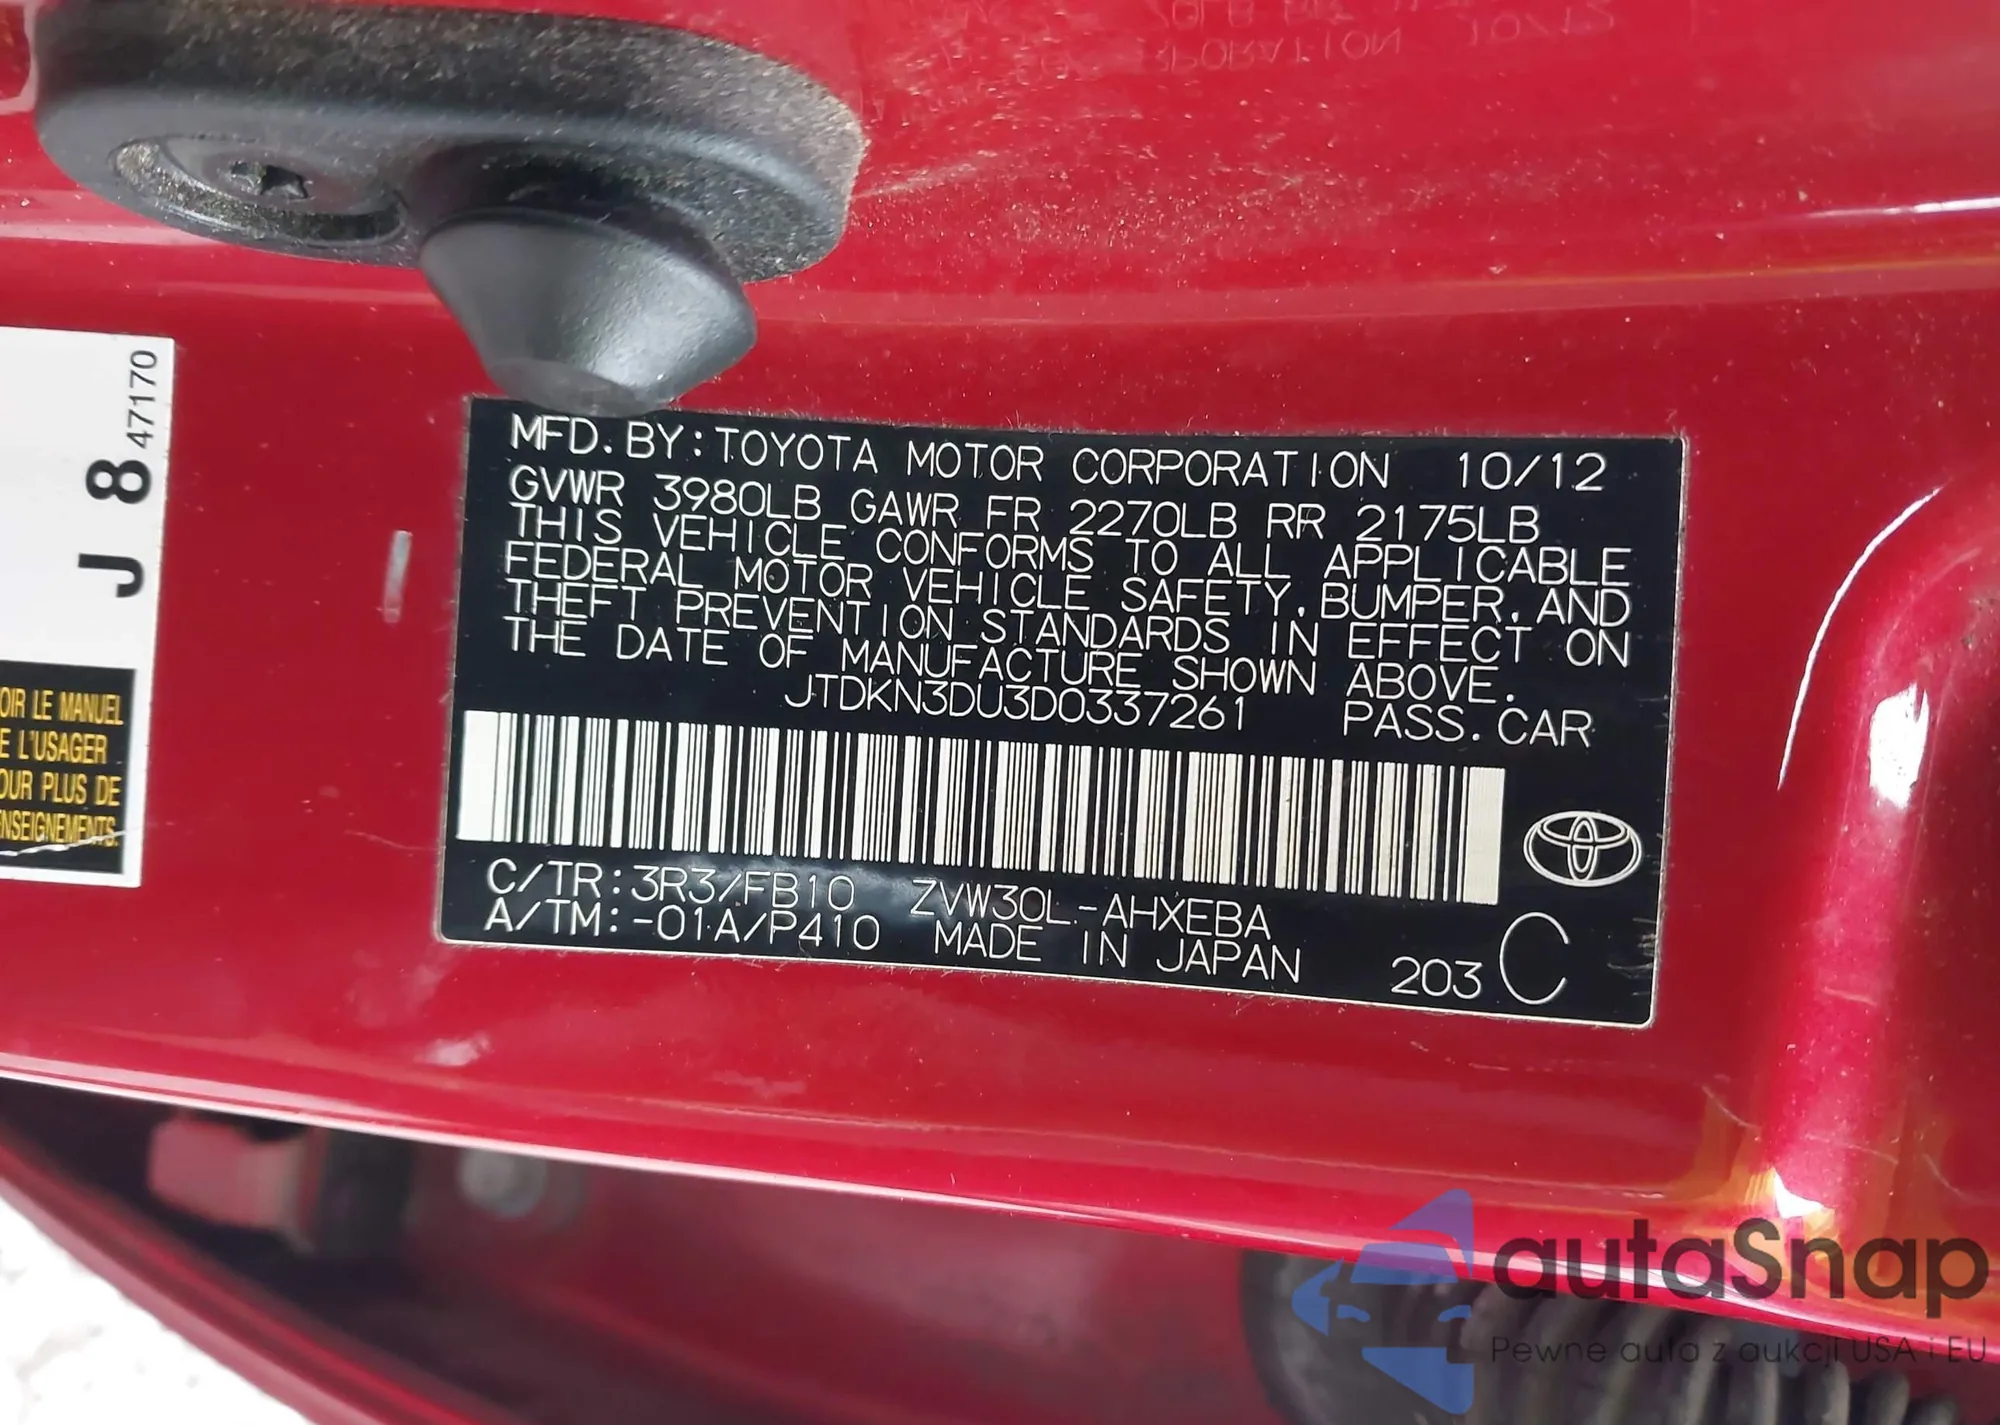 MFD. BY: TOYOTA MOTOR CORPORATION 10/12
GVWR 3980LB GAWR FR 2270LB RR 2175LB
THIS VEHICLE CONFORMS TO ALL APPLICABLE
FEDERAL MOTOR VEHICLE SAFETY, BUMPER, AND
THEFT PREVENTION STANDARDS IN EFFECT ON
THE DATE OF MANUFACTURE SHOWN ABOVE.
JTDKN3DU3D0337261 PASS. CAR
C/TR: 3R3/FB10 ZVW30L-AHXEBA
A/TM: -01A/P410 MADE IN JAPAN
203 C
J 8 47170
OIR LE MANUEL
E L'USAGER
OUR PLUS DE
NSEIGNEMENTS.
autoSnap
Pewne auta z aukcji USA i EU